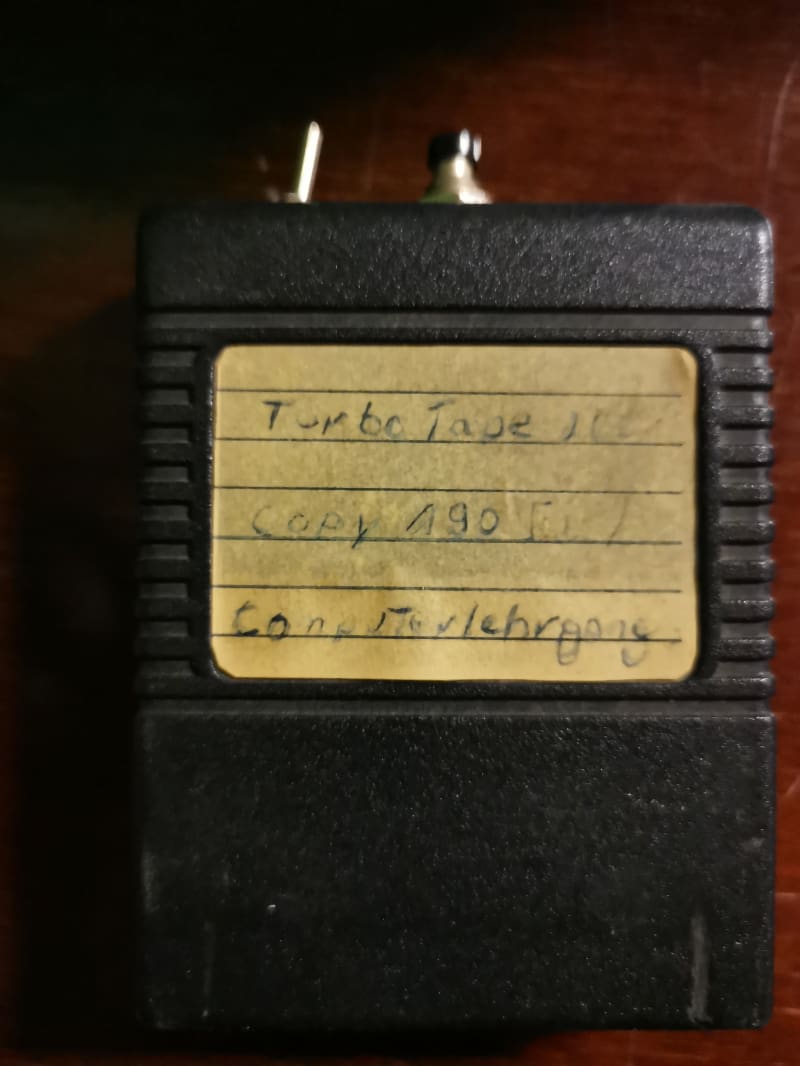 Turbo Tape
Copy 190
Computerlehrgang